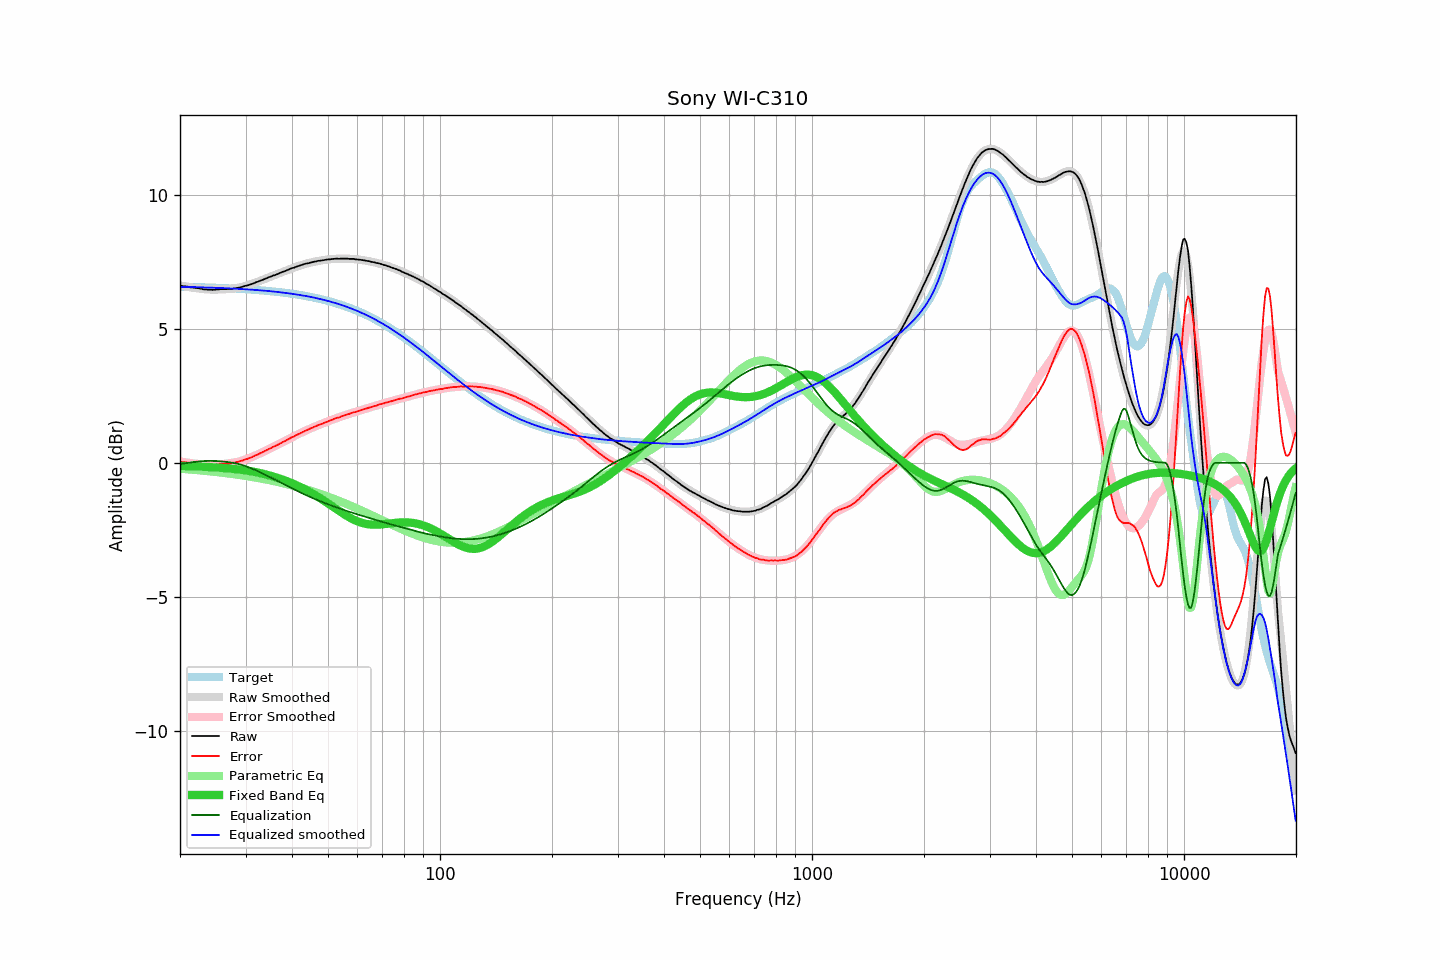 Sony WI-C310
Amplitude (dBr)
10
5
0
−5
−10
Target
Raw Smoothed
Error Smoothed
Raw
Error
Parametric Eq
Fixed Band Eq
Equalization
Equalized smoothed
100
1000
10000
Frequency (Hz)